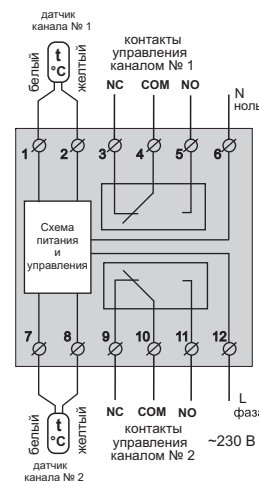 датчик
канала № 1
контакты
управления
каналом № 1
белый
t
°C
желтый
NC COM NO
N
ноль
1 2 3 4 5 6
Схема
питания
и
управления
7 8 9 10 11 12
белый
t
°C
желтый
NC COM NO
L
фаза
контакты
управления
каналом № 2
~230 В
датчик
канала № 2